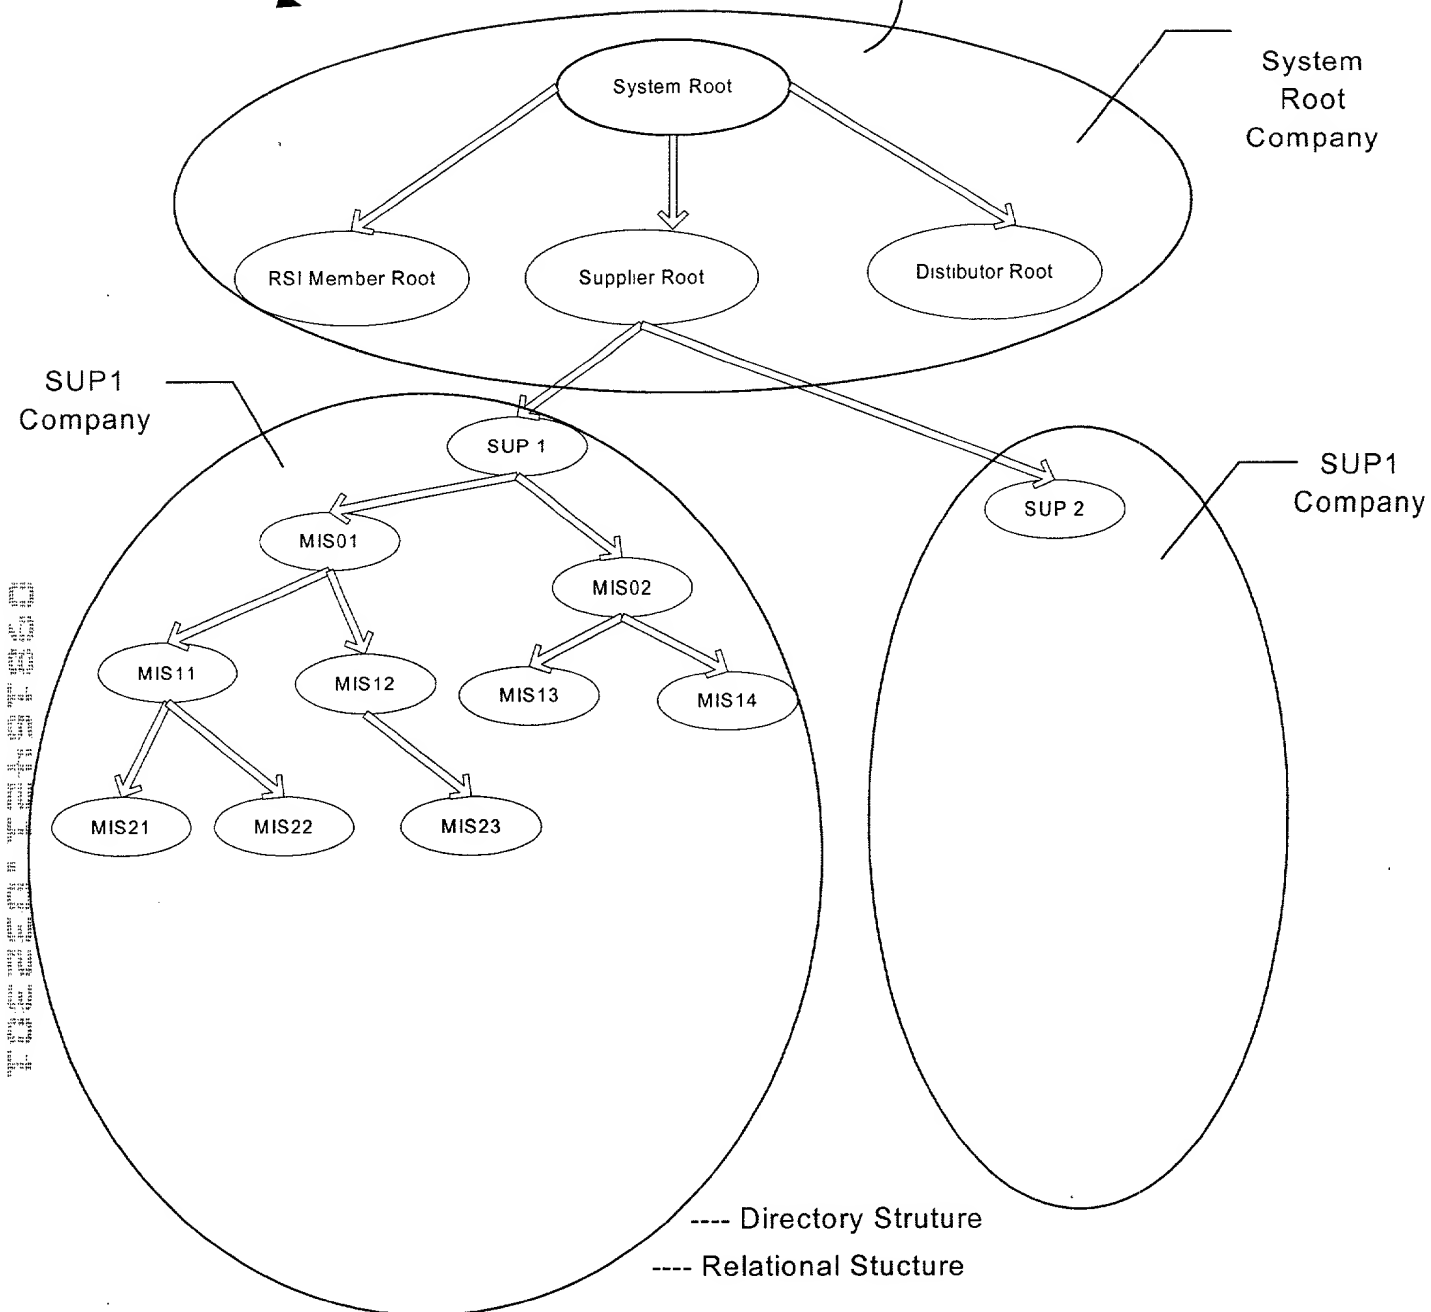 System Root
System
Root
Company
RSI Member Root
Supplier Root
Distibutor Root
SUP1
Company
SUP 1
SUP1
Company
SUP 2
MIS01
MIS02
MIS11
MIS12
MIS13
MIS14
MIS21
MIS22
MIS23
---- Directory Struture
---- Relational Stucture